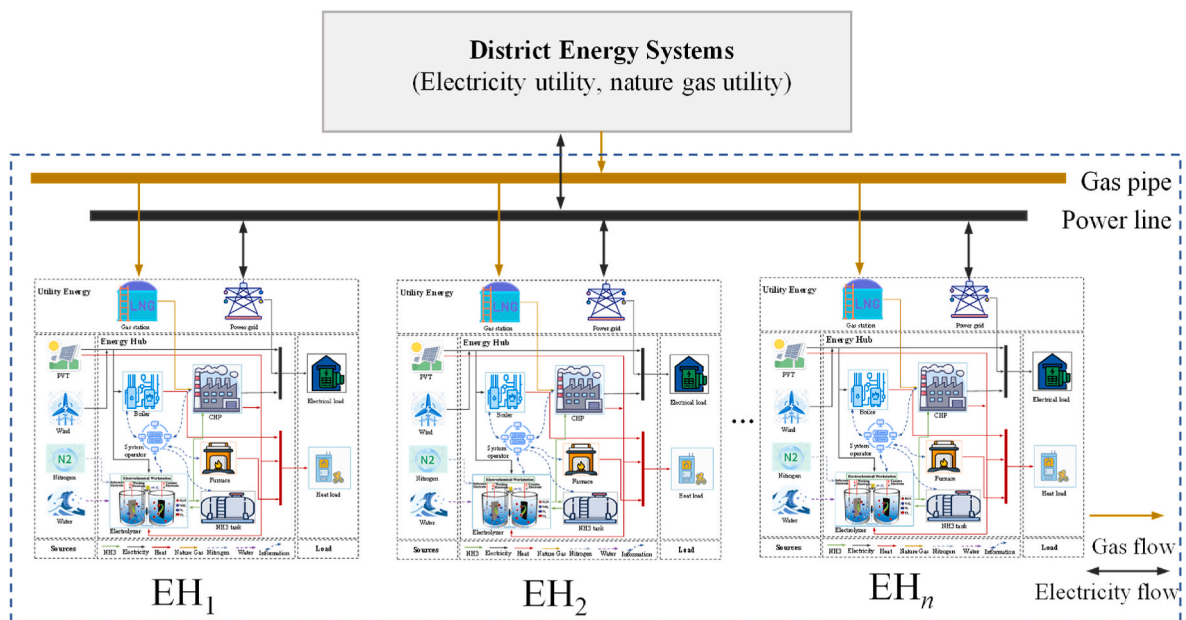 District Energy Systems
(Electricity utility, nature gas utility)
Gas pipe
Power line
Utility Energy
LNG
Gas station
Power grid
Energy Hub
PVT
Boiler
CHP
Electrical load
Wind
System
operator
N2
Nitrogen
Furnace
Heat load
Electrochemical Workstation
Water
Electrolyzer
NH3 tank
Sources
NH3 Electricity Heat Nature Gas Nitrogen Water Information
Load
EH1
Utility Energy
LNG
Gas station
Power grid
Energy Hub
PVT
Boiler
CHP
Electrical load
Wind
System
operator
N2
Nitrogen
Furnace
Heat load
Electrochemical Workstation
Water
Electrolyzer
NH3 tank
Sources
NH3 Electricity Heat Nature Gas Nitrogen Water Information
Load
EH2
...
Utility Energy
LNG
Gas station
Power grid
Energy Hub
PVT
Boiler
CHP
Electrical load
Wind
System
operator
N2
Nitrogen
Furnace
Heat load
Electrochemical Workstation
Water
Electrolyzer
NH3 tank
Sources
NH3 Electricity Heat Nature Gas Nitrogen Water Information
Load
EHn
Gas flow
Electricity flow